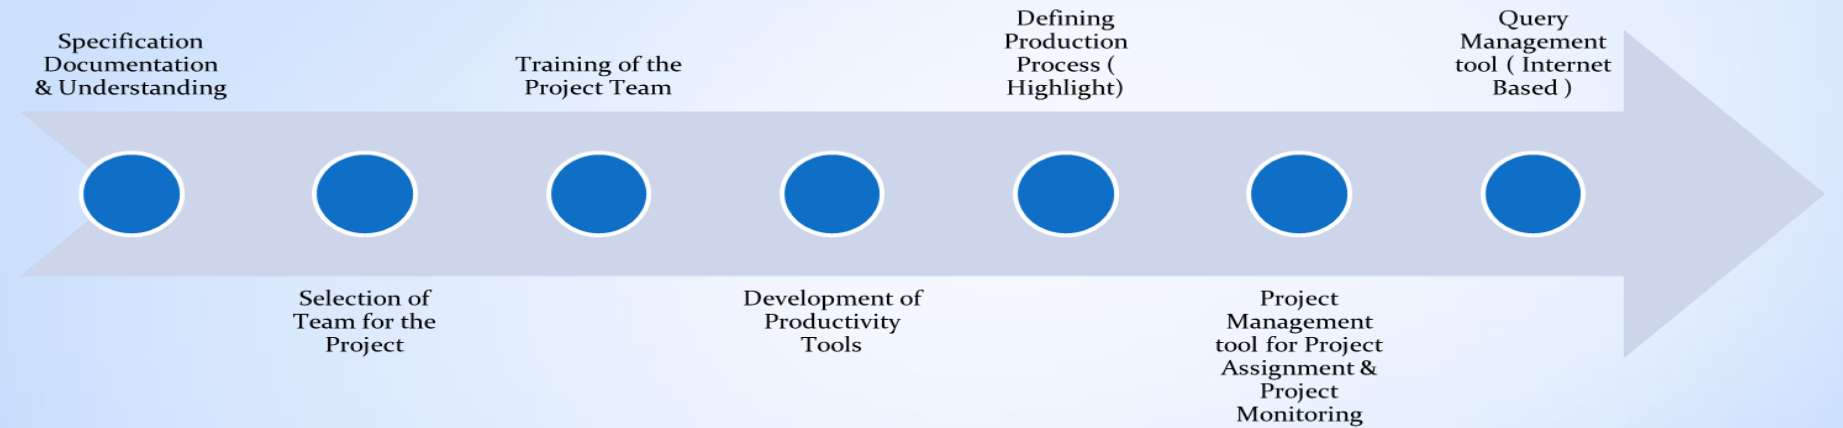 Specification
Documentation
& Understanding
Selection of
Team for the
Project
Training of the
Project Team
Development of
Productivity
Tools
Defining
Production
Process (
Highlight)
Project
Management
tool for Project
Assignment &
Project
Monitoring
Query
Management
tool ( Internet
Based )